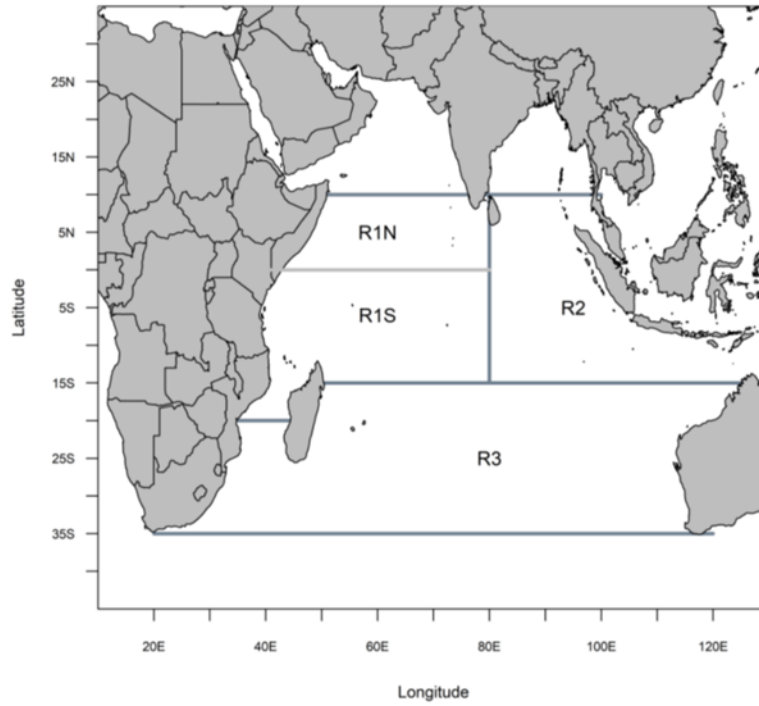 25N
15N
5N
5S
15S
25S
35S
Latitude
R1N
R1S
R2
R3
20E 40E 60E 80E 100E 120E
Longitude